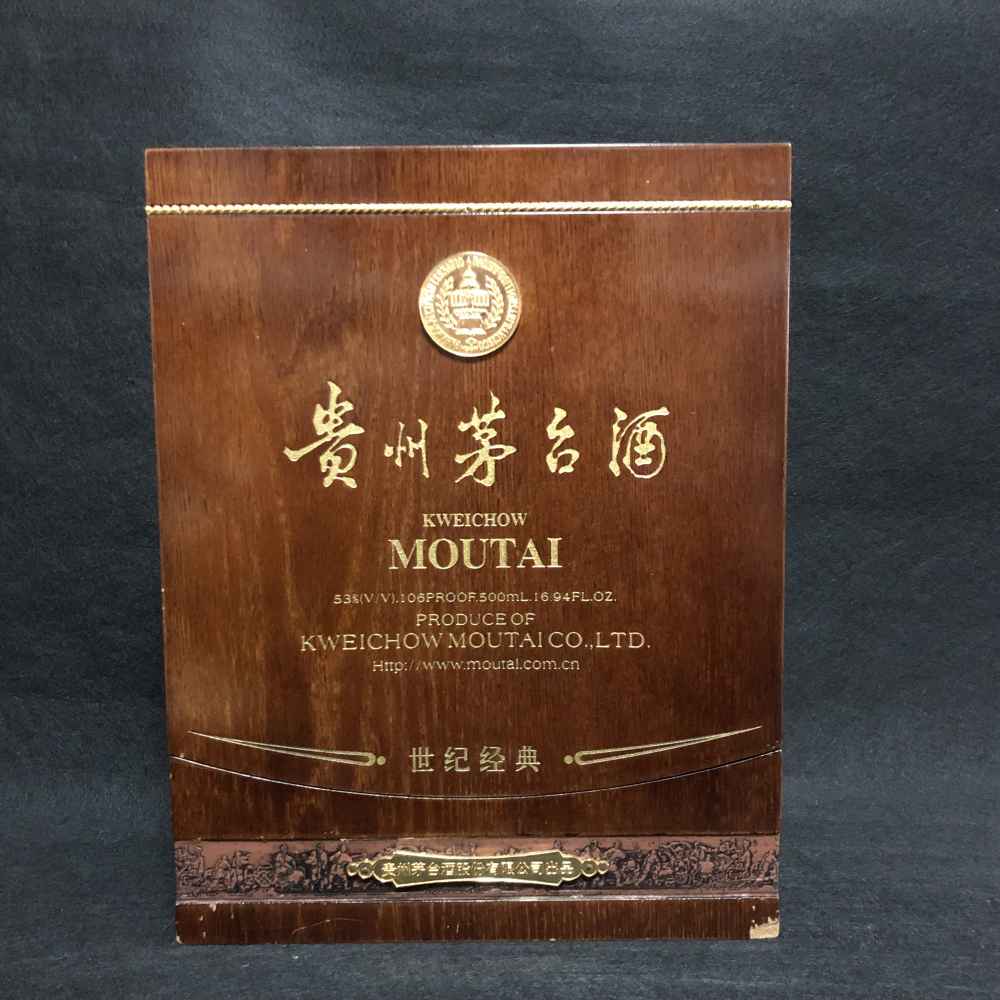 貴州茅台酒
KWEICHOW
MOUTAI
53%(V/V).106PROOF.500mL.16.94FL.OZ.
PRODUCE OF
KWEICHOW MOUTAI CO.,LTD.
Http://www.moutai.com.cn
世纪经典
贵州茅台酒股份有限公司出品